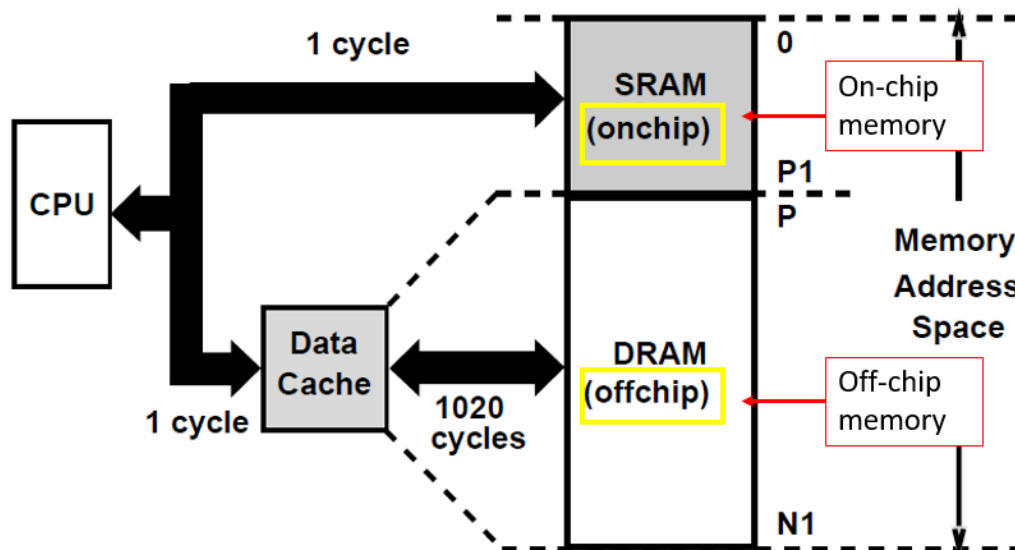 1 cycle
0
SRAM
(onchip)
On-chip
memory
P1
CPU
P
Memory
Address
Space
Data
Cache
DRAM
(offchip)
Off-chip
memory
1 cycle
1020
cycles
N1